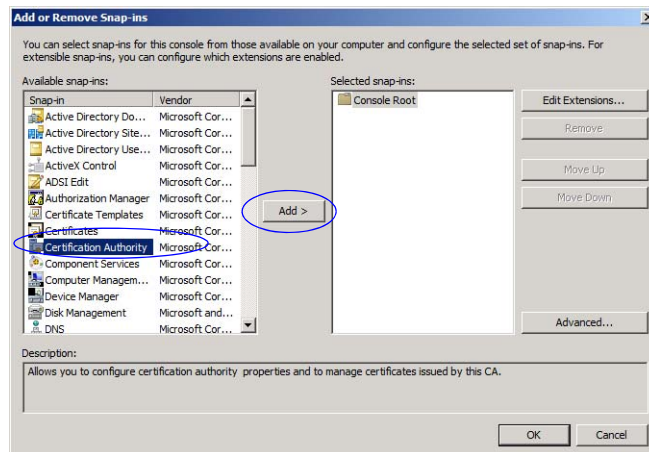 Add or Remove Snap-ins
You can select snap-ins for this console from those available on your computer and configure the selected set of snap-ins. For
extensible snap-ins, you can configure which extensions are enabled.
Available snap-ins:
Selected snap-ins:
Snap-in Vendor
Active Directory Do... Microsoft Cor...
Active Directory Site... Microsoft Cor...
Active Directory Use... Microsoft Cor...
ActiveX Control Microsoft Cor...
ADSI Edit Microsoft Cor...
Authorization Manager Microsoft Cor...
Certificate Templates Microsoft Cor...
Certificates Microsoft Cor...
Certification Authority Microsoft Cor...
Component Services Microsoft Cor...
Computer Managem... Microsoft Cor...
Device Manager Microsoft Cor...
Disk Management Microsoft and...
DNS Microsoft Cor...
Add >
Console Root
Edit Extensions...
Remove
Move Up
Move Down
Advanced...
Description:
Allows you to configure certification authority properties and to manage certificates issued by this CA.
OK Cancel